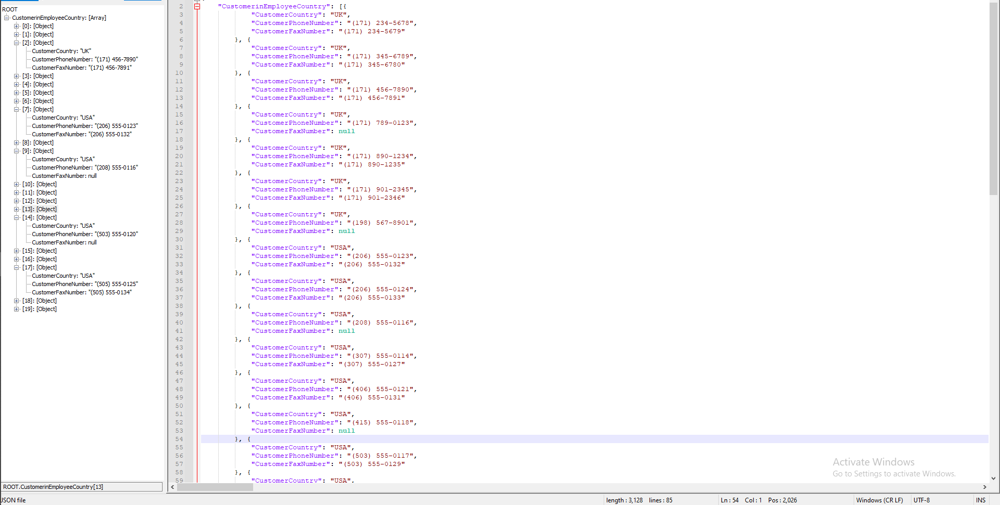 ROOT
CustomerinEmployeeCountry: [Array]
[0]: [Object]
[1]: [Object]
[2]: [Object]
CustomerCountry: "UK"
CustomerPhoneNumber: "(171) 456-7890"
CustomerFaxNumber: "(171) 456-7891"
[3]: [Object]
[4]: [Object]
[5]: [Object]
[6]: [Object]
[7]: [Object]
CustomerCountry: "USA"
CustomerPhoneNumber: "(206) 555-0123"
CustomerFaxNumber: "(206) 555-0132"
[8]: [Object]
[9]: [Object]
CustomerCountry: "USA"
CustomerPhoneNumber: "(208) 555-0116"
CustomerFaxNumber: null
[10]: [Object]
[11]: [Object]
[12]: [Object]
[13]: [Object]
[14]: [Object]
CustomerCountry: "USA"
CustomerPhoneNumber: "(503) 555-0120"
CustomerFaxNumber: null
[15]: [Object]
[16]: [Object]
[17]: [Object]
CustomerCountry: "USA"
CustomerPhoneNumber: "(505) 555-0125"
CustomerFaxNumber: "(505) 555-0134"
[18]: [Object]
[19]: [Object]
ROOT.CustomerinEmployeeCountry[13]
2 "CustomerinEmployeeCountry": [{
3 "CustomerCountry": "UK",
4 "CustomerPhoneNumber": "(171) 234-5678",
5 "CustomerFaxNumber": "(171) 234-5679"
6 }, {
7 "CustomerCountry": "UK",
8 "CustomerPhoneNumber": "(171) 345-6789",
9 "CustomerFaxNumber": "(171) 345-6780"
10 }, {
11 "CustomerCountry": "UK",
12 "CustomerPhoneNumber": "(171) 456-7890",
13 "CustomerFaxNumber": "(171) 456-7891"
14 }, {
15 "CustomerCountry": "UK",
16 "CustomerPhoneNumber": "(171) 789-0123",
17 "CustomerFaxNumber": null
18 }, {
19 "CustomerCountry": "UK",
20 "CustomerPhoneNumber": "(171) 890-1234",
21 "CustomerFaxNumber": "(171) 890-1235"
22 }, {
23 "CustomerCountry": "UK",
24 "CustomerPhoneNumber": "(171) 901-2345",
25 "CustomerFaxNumber": "(171) 901-2346"
26 }, {
27 "CustomerCountry": "UK",
28 "CustomerPhoneNumber": "(198) 567-8901",
29 "CustomerFaxNumber": null
30 }, {
31 "CustomerCountry": "USA",
32 "CustomerPhoneNumber": "(206) 555-0123",
33 "CustomerFaxNumber": "(206) 555-0132"
34 }, {
35 "CustomerCountry": "USA",
36 "CustomerPhoneNumber": "(206) 555-0124",
37 "CustomerFaxNumber": "(206) 555-0133"
38 }, {
39 "CustomerCountry": "USA",
40 "CustomerPhoneNumber": "(208) 555-0116",
41 "CustomerFaxNumber": null
42 }, {
43 "CustomerCountry": "USA",
44 "CustomerPhoneNumber": "(307) 555-0114",
45 "CustomerFaxNumber": "(307) 555-0127"
46 }, {
47 "CustomerCountry": "USA",
48 "CustomerPhoneNumber": "(406) 555-0121",
49 "CustomerFaxNumber": "(406) 555-0131"
50 }, {
51 "CustomerCountry": "USA",
52 "CustomerPhoneNumber": "(415) 555-0118",
53 "CustomerFaxNumber": null
54 }, {
55 "CustomerCountry": "USA",
56 "CustomerPhoneNumber": "(503) 555-0117",
57 "CustomerFaxNumber": "(503) 555-0129"
58 }, {
59 "CustomerCountry": "USA",
Activate Windows
Go to Settings to activate Windows.
JSON file
length : 3,128 lines : 85
Ln : 54 Col : 1 Pos : 2,026
Windows (CR LF)
UTF-8
INS